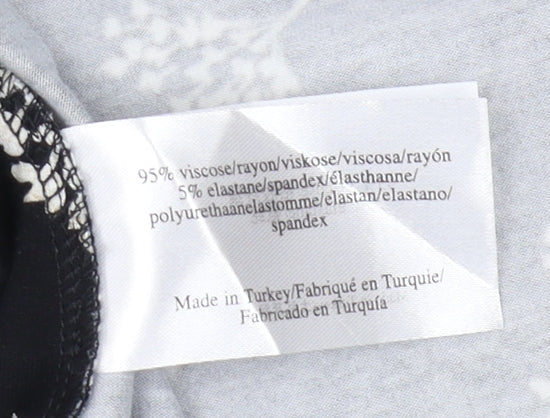 95% viscose/rayon/viskose/viscosa/rayón
5% elastane/spandex/élasthanne/
polyurethaanelastomme/elastan/elastano/
spandex
Made in Turkey/Fabriqué en Turquie/
Fabricado en Turquía